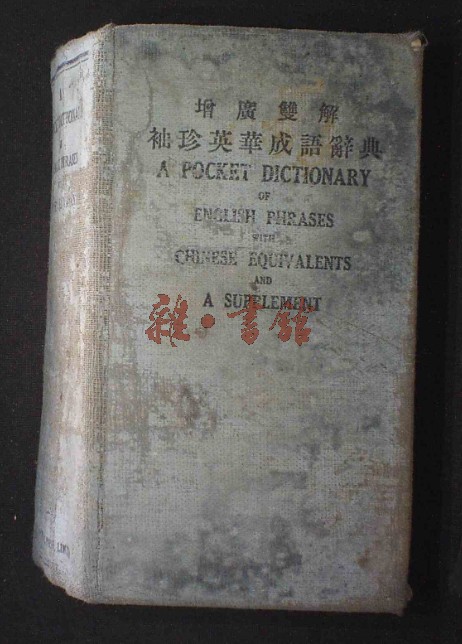 增廣雙解
袖珍英華成語辭典
A POCKET DICTIONARY
OF
ENGLISH PHRASES
WITH
CHINESE EQUIVALENTS
AND
A SUPPLEMENT
雜·書館
A